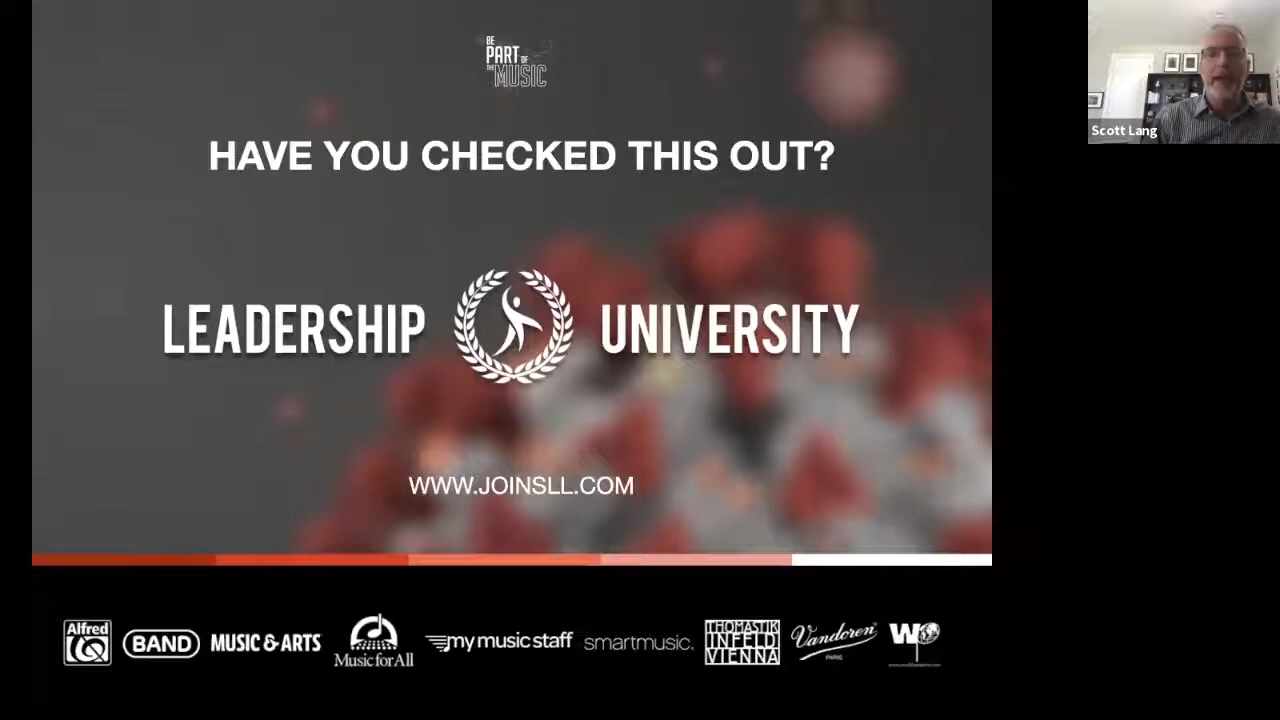 BE
PART OF
THE MUSIC
HAVE YOU CHECKED THIS OUT?
LEADERSHIP UNIVERSITY
WWW.JOINSLL.COM
Scott Lang
Alfred
BAND
MUSIC & ARTS
Music for All
my music staff
smartmusic.
THOMASTIK
INFELD
VIENNA
Vandoren
PARIS